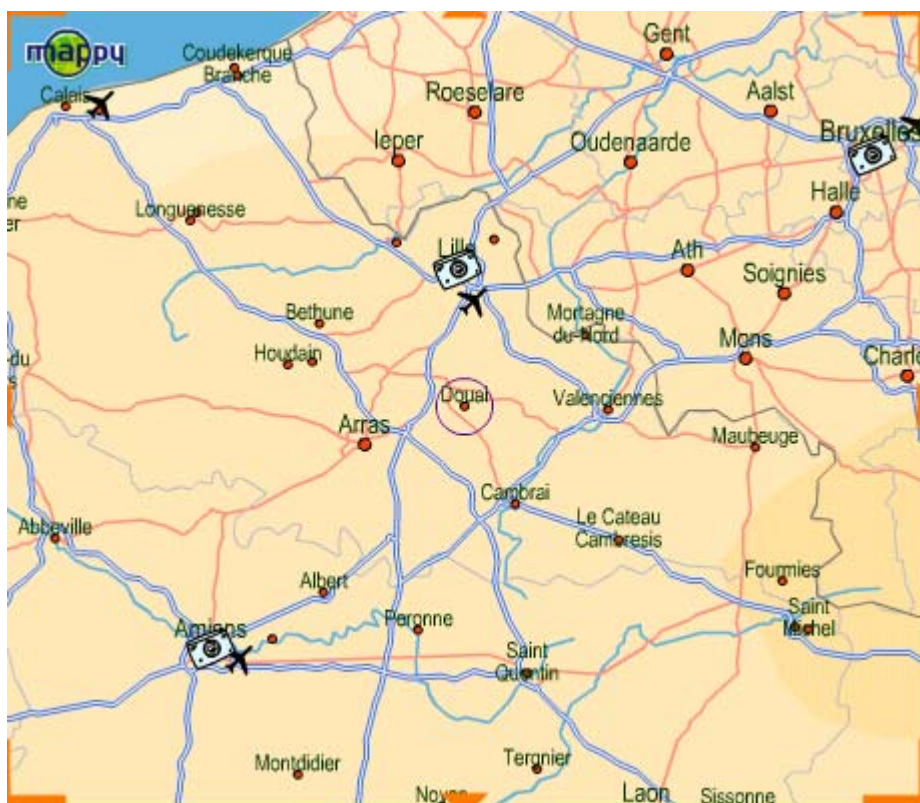 mappy
Coudekerque
Branche
Gent
Calais
Roeselare
Aalst
Ieper
Oudenaarde
Bruxelles
Longuenesse
Halle
Lille
Ath
Soignies
Bethune
Mortagne
du-Nord
Mons
Houdain
Charle
Douai
Valenciennes
Arras
Maubeuge
Cambrai
Abbeville
Le Cateau
Cambresis
Albert
Fournies
Amiens
Peronne
Saint
Michel
Saint
Quentin
Montdidier
Tergnier
Noyon
Laon
Sissonne